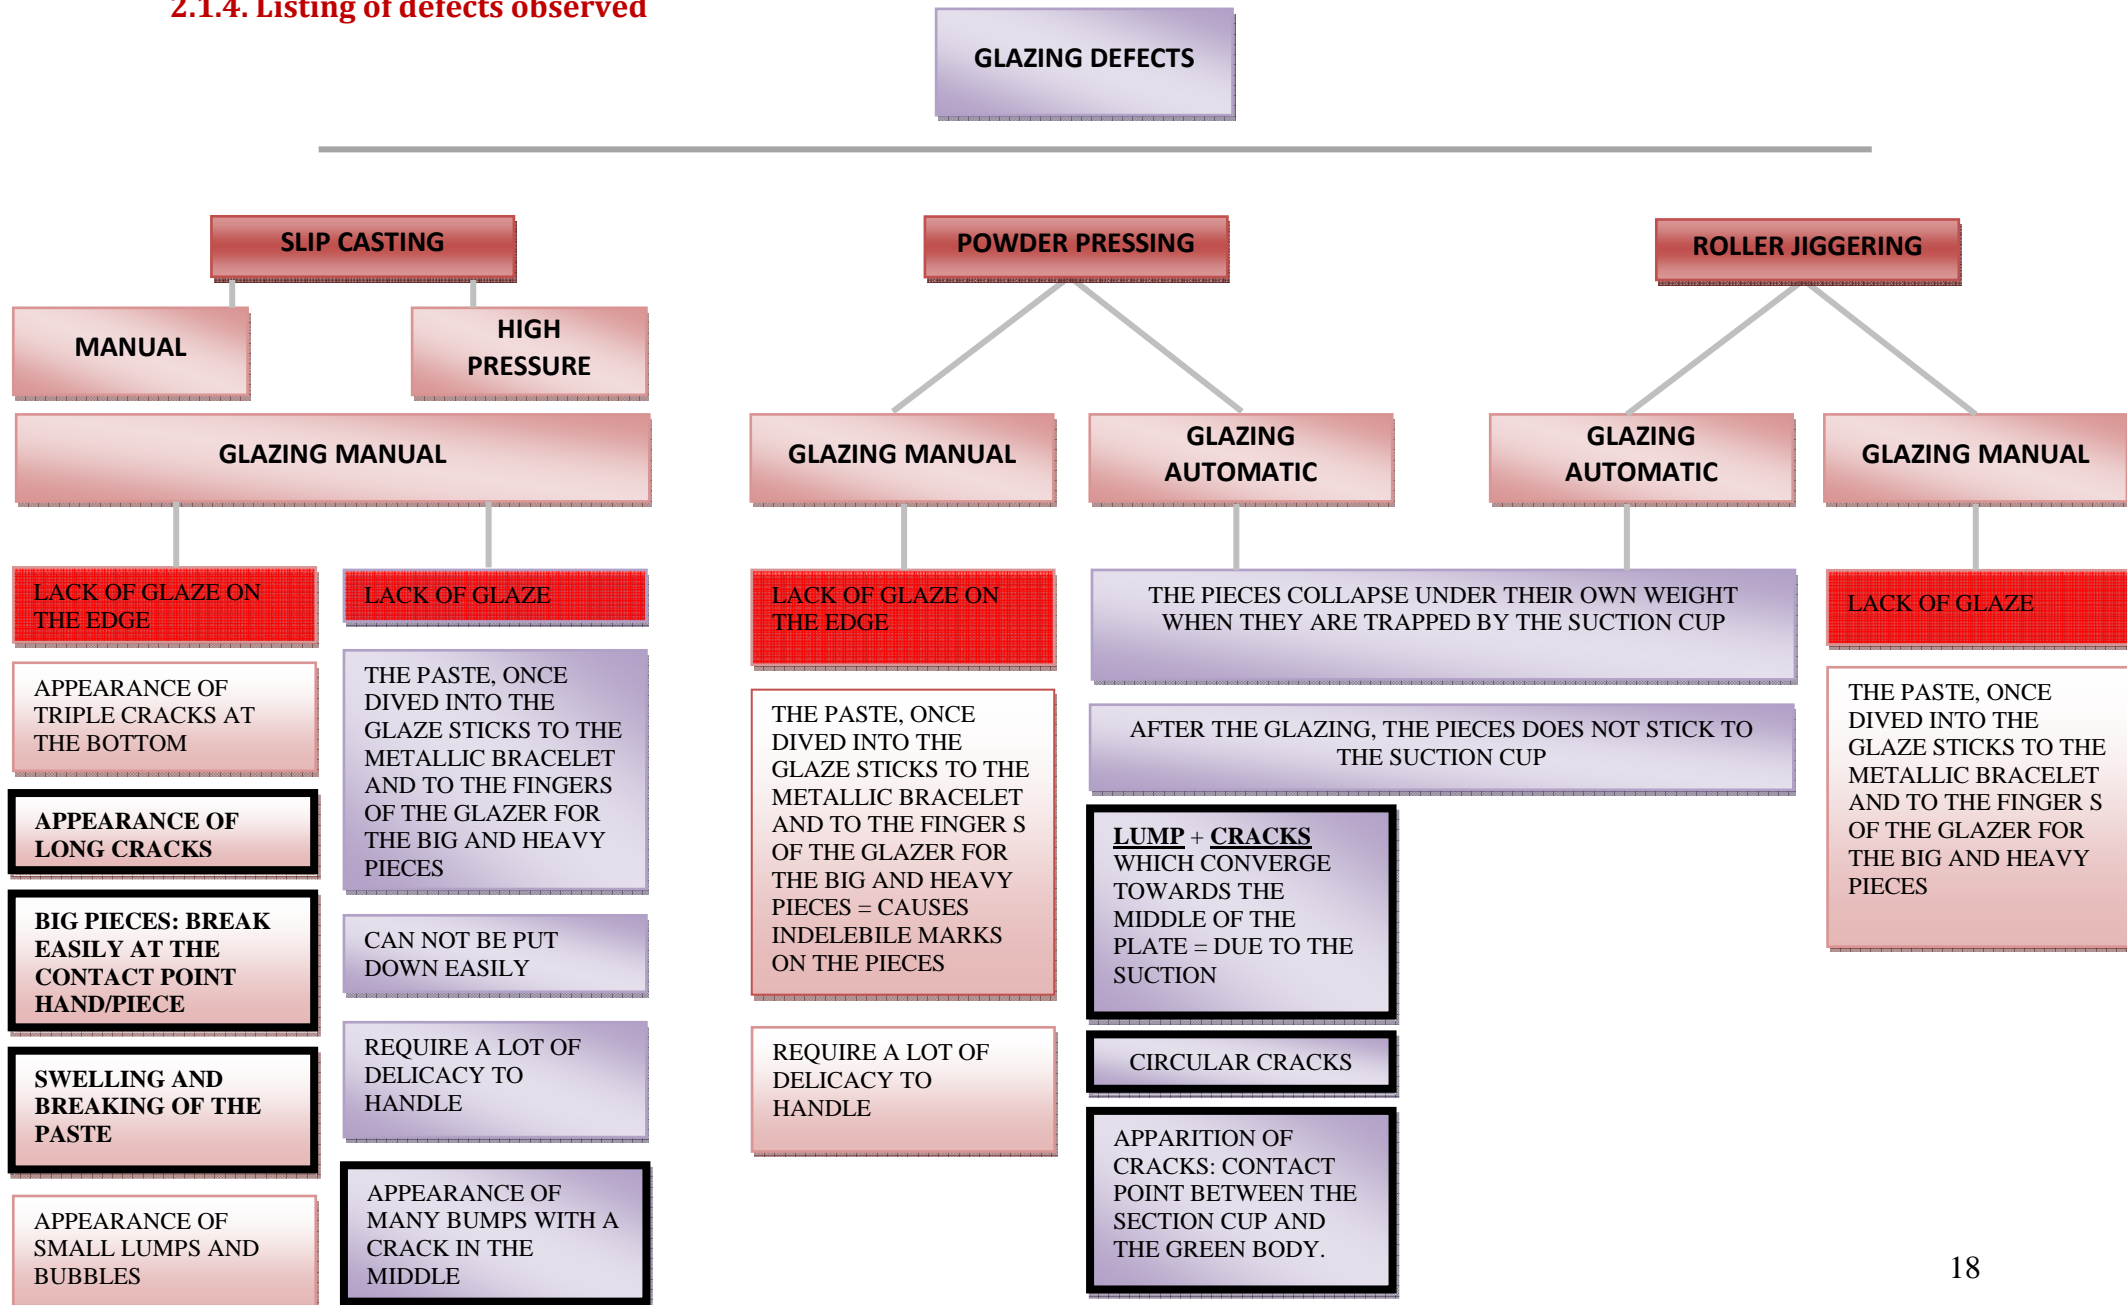 2.1.4. Listing of defects observed
GLAZING DEFECTS
SLIP CASTING
POWDER PRESSING
ROLLER JIGGERING
MANUAL
HIGH
PRESSURE
GLAZING MANUAL
GLAZING MANUAL
GLAZING
AUTOMATIC
GLAZING
AUTOMATIC
GLAZING MANUAL
LACK OF GLAZE ON
THE EDGE
APPEARANCE OF
TRIPLE CRACKS AT
THE BOTTOM
APPEARANCE OF
LONG CRACKS
BIG PIECES: BREAK
EASILY AT THE
CONTACT POINT
HAND/PIECE
SWELLING AND
BREAKING OF THE
PASTE
APPEARANCE OF
SMALL LUMPS AND
BUBBLES
LACK OF GLAZE
THE PASTE, ONCE
DIVED INTO THE
GLAZE STICKS TO THE
METALLIC BRACELET
AND TO THE FINGERS
OF THE GLAZER FOR
THE BIG AND HEAVY
PIECES
CAN NOT BE PUT
DOWN EASILY
REQUIRE A LOT OF
DELICACY TO
HANDLE
APPEARANCE OF
MANY BUMPS WITH A
CRACK IN THE
MIDDLE
LACK OF GLAZE ON
THE EDGE
THE PASTE, ONCE
DIVED INTO THE
GLAZE STICKS TO THE
METALLIC BRACELET
AND TO THE FINGER S
OF THE GLAZER FOR
THE BIG AND HEAVY
PIECES = CAUSES
INDELEBILE MARKS
ON THE PIECES
REQUIRE A LOT OF
DELICACY TO
HANDLE
THE PIECES COLLAPSE UNDER THEIR OWN WEIGHT
WHEN THEY ARE TRAPPED BY THE SUCTION CUP
AFTER THE GLAZING, THE PIECES DOES NOT STICK TO
THE SUCTION CUP
LUMP + CRACKS
WHICH CONVERGE
TOWARDS THE
MIDDLE OF THE
PLATE = DUE TO THE
SUCTION
CIRCULAR CRACKS
APPARITION OF
CRACKS: CONTACT
POINT BETWEEN THE
SECTION CUP AND
THE GREEN BODY.
LACK OF GLAZE
THE PASTE, ONCE
DIVED INTO THE
GLAZE STICKS TO THE
METALLIC BRACELET
AND TO THE FINGER S
OF THE GLAZER FOR
THE BIG AND HEAVY
PIECES
18